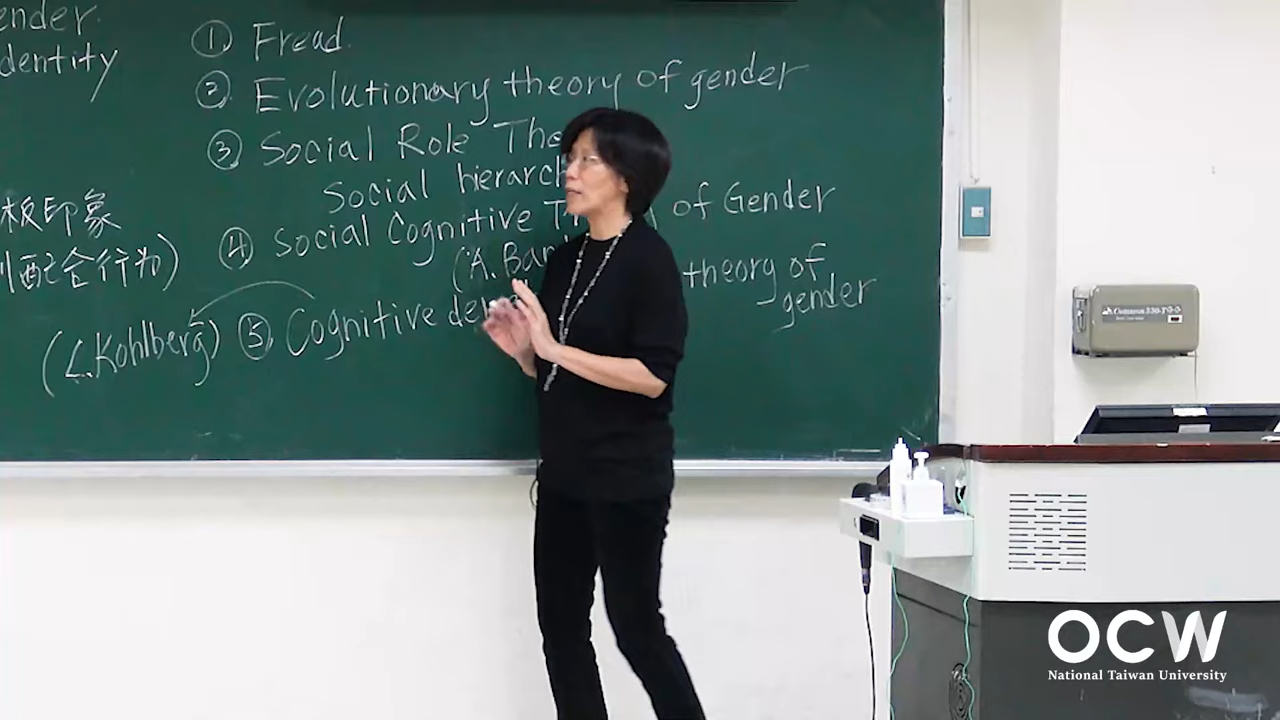 ender
dentity
① Fread
② Evolutionary theory of gender
③ Social Role The
social hierarch
板印象
④ Social Cognitive T of Gender
配合行為)
(A. Ban
⑤ Cognitive de theory of
gender
(L. Kohlberg)
OCW
National Taiwan University